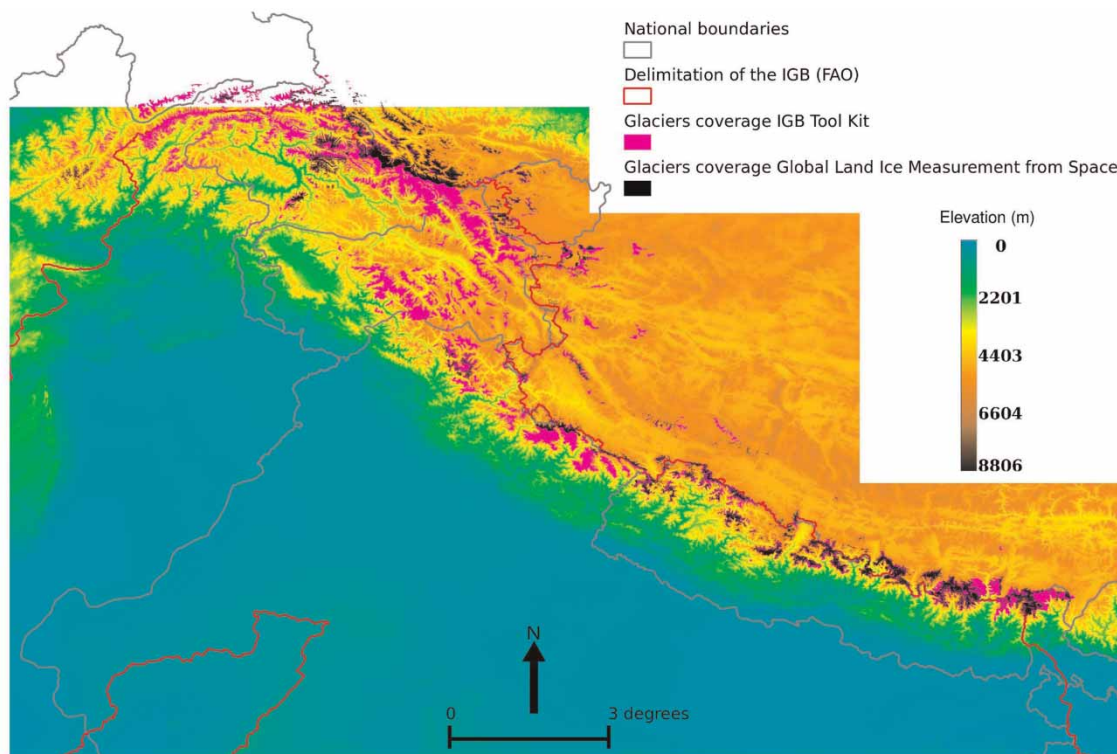 National boundaries
Delimitation of the IGB (FAO)
Glaciers coverage IGB Tool Kit
Glaciers coverage Global Land Ice Measurement from Space
Elevation (m)
0
2201
4403
6604
8806
N
0 3 degrees